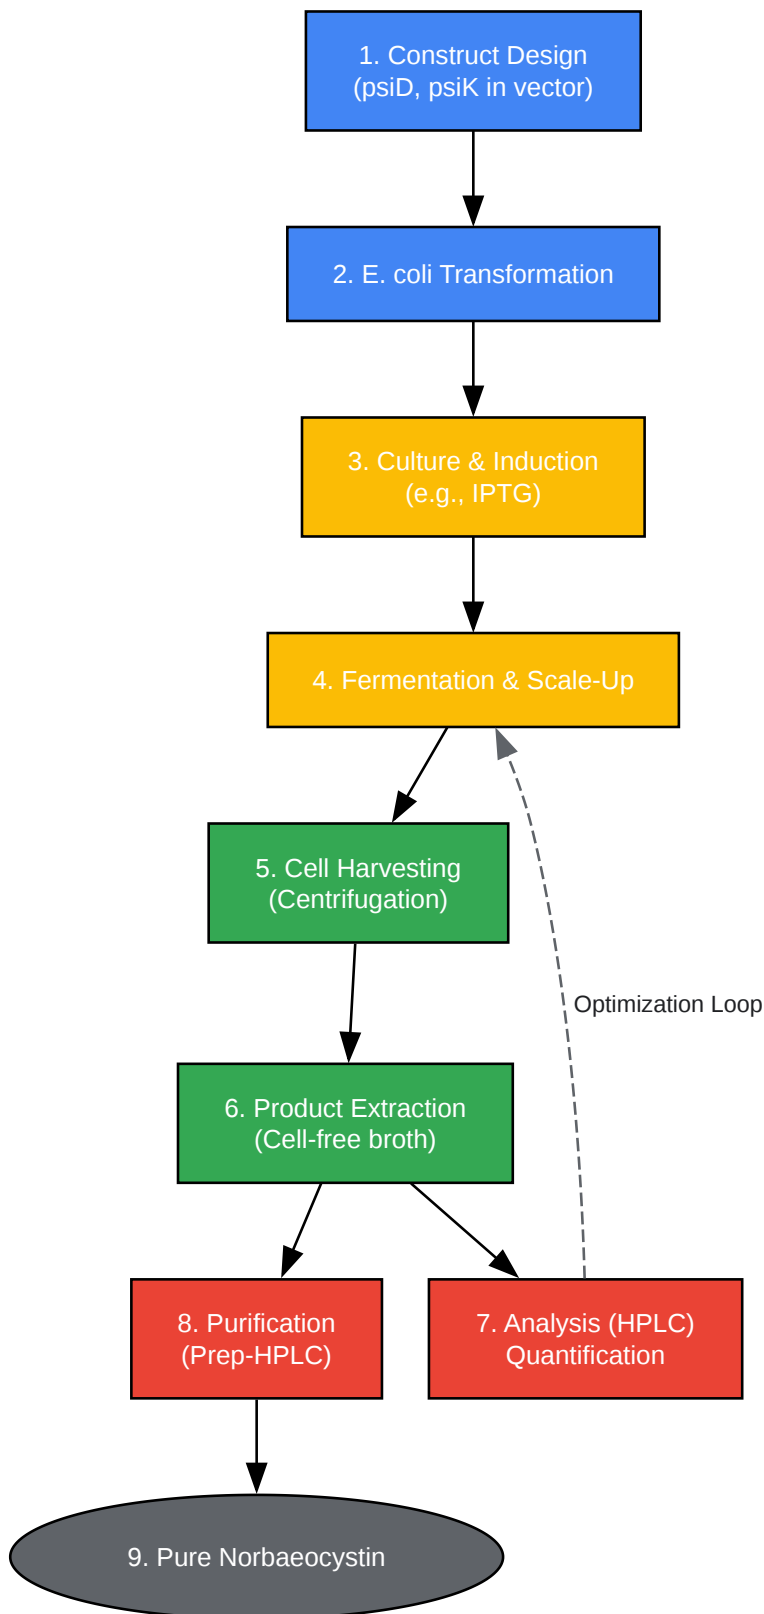 1. Construct Design
(psiD, psiK in vector)
2. E. coli Transformation
3. Culture & Induction
(e.g., IPTG)
4. Fermentation & Scale-Up
5. Cell Harvesting
(Centrifugation)
Optimization Loop
6. Product Extraction
(Cell-free broth)
8. Purification
(Prep-HPLC)
7. Analysis (HPLC)
Quantification
9. Pure Norbaeocystin